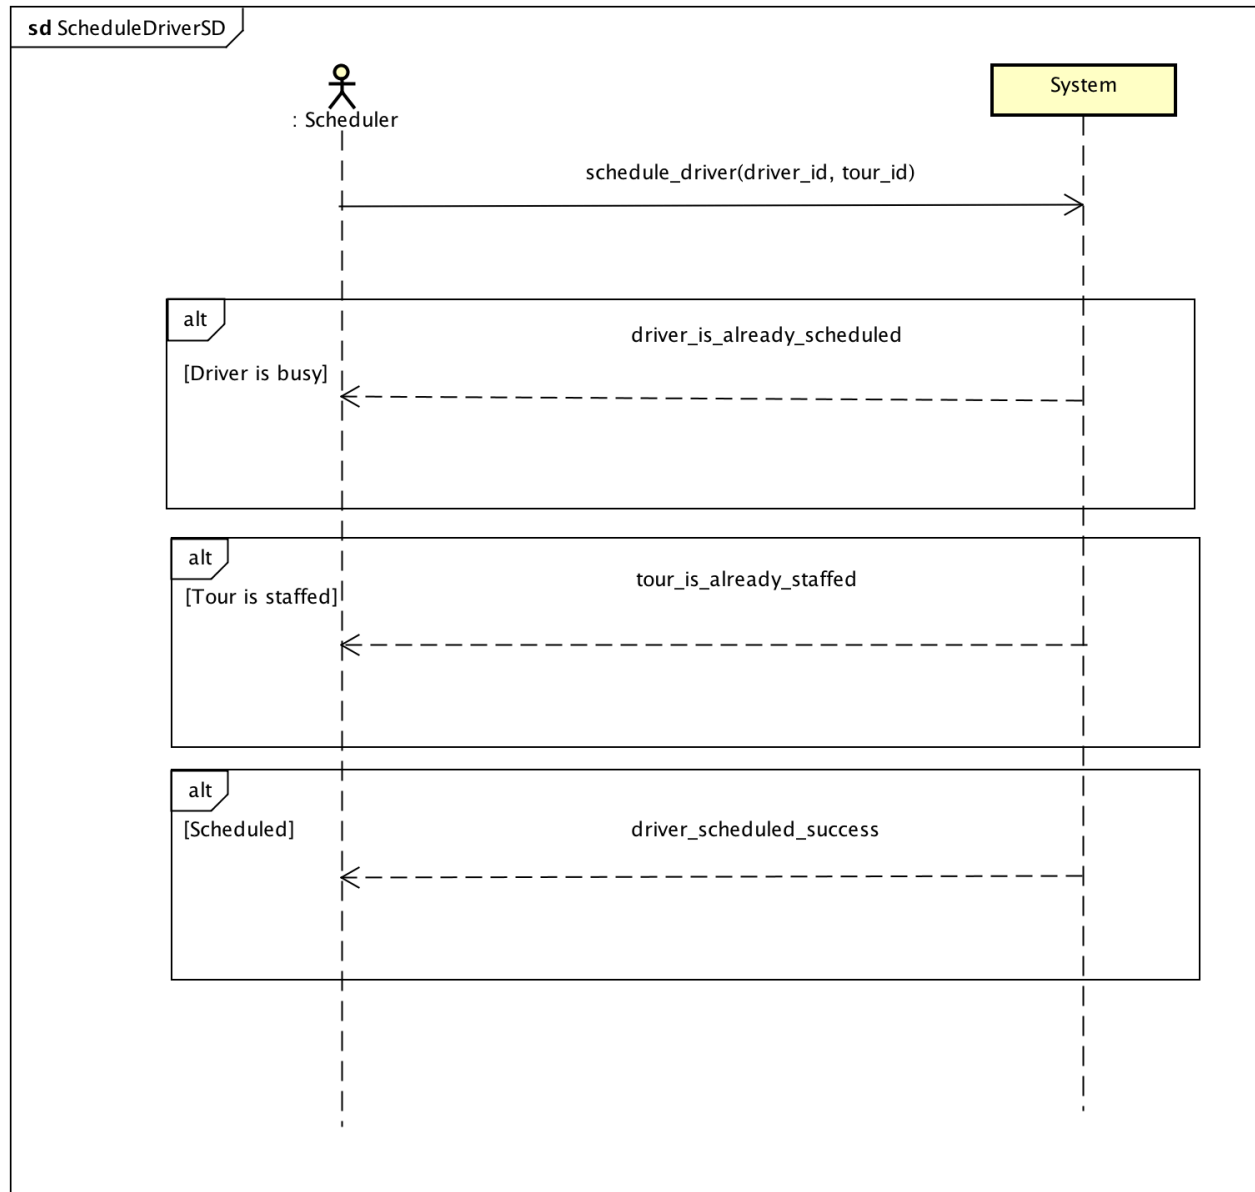 sd ScheduleDriverSD
: Scheduler
System
schedule_driver(driver_id, tour_id)
alt
driver_is_already_scheduled
[Driver is busy]
alt
tour_is_already_staffed
[Tour is staffed]
alt
[Scheduled]
driver_scheduled_success